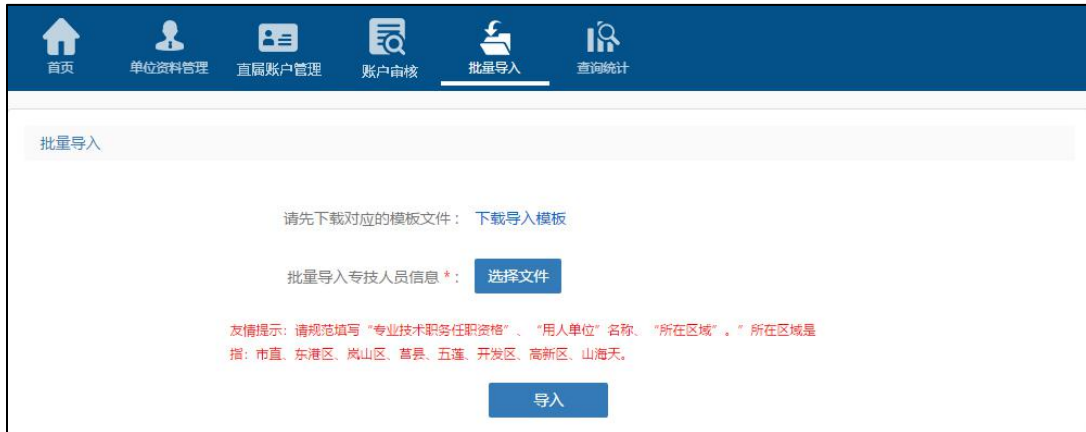 首页 单位资料管理 直属账户管理 账户审核 批量导入 查询统计
批量导入
请先下载对应的模板文件： 下载导入模板
批量导入专技人员信息 *： 选择文件
友情提示：请规范填写“专业技术职务任职资格”、“用人单位”名称、“所在区域”。”所在区域是
指：市直、东港区、岚山区、莒县、五莲、开发区、高新区、山海天。
导入